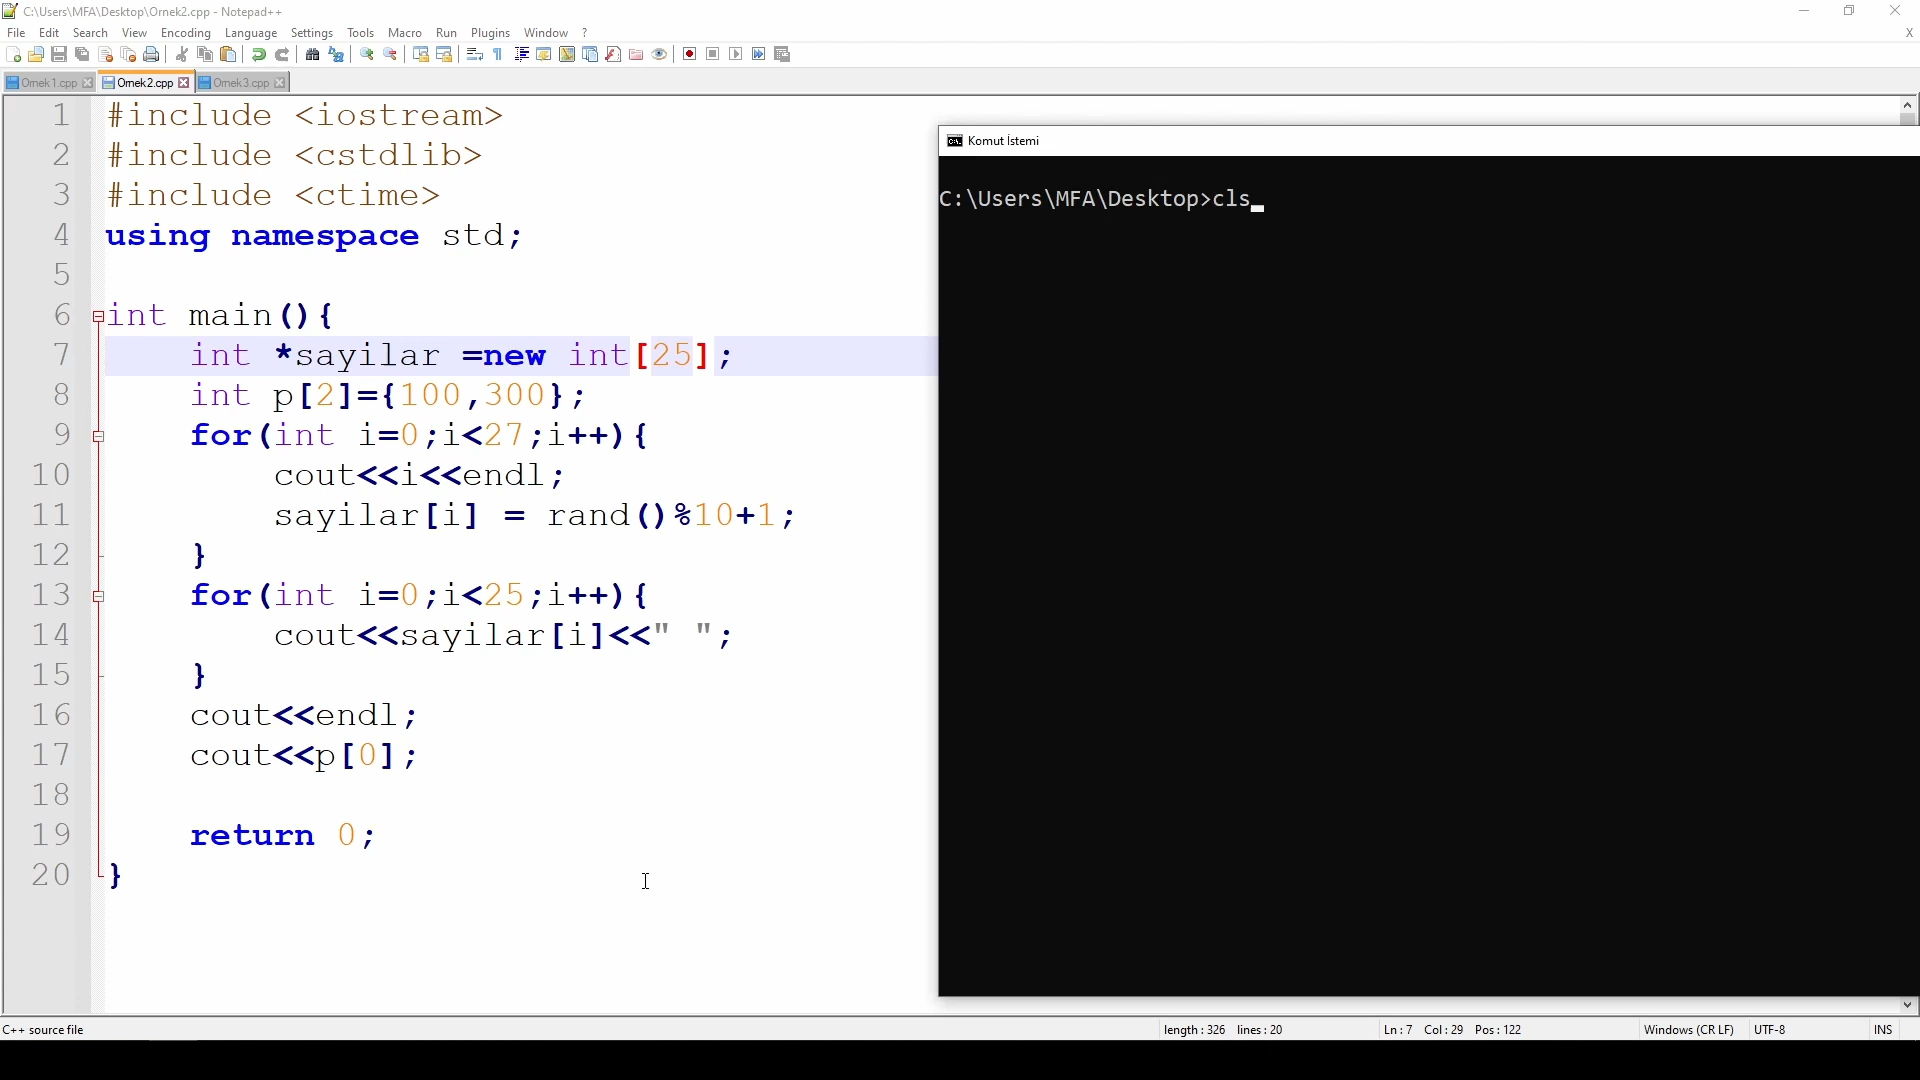 C:\Users\MFA\Desktop\Ornek2.cpp - Notepad++
File Edit Search View Encoding Language Settings Tools Macro Run Plugins Window ? X
Ornek1.cpp Ornek2.cpp Ornek3.cpp
1 #include <iostream>
2 #include <cstdlib>
3 #include <ctime>
4 using namespace std;
5
6 int main(){
7 int *sayilar =new int[25];
8 int p[2]={100,300};
9 for(int i=0;i<27;i++){
10 cout<<i<<endl;
11 sayilar[i] = rand()%10+1;
12 }
13 for(int i=0;i<25;i++){
14 cout<<sayilar[i]<<" ";
15 }
16 cout<<endl;
17 cout<<p[0];
18
19 return 0;
20 }
Komut İstemi
C:\Users\MFA\Desktop>cls
C++ source file length : 326 lines : 20 Ln : 7 Col : 29 Pos : 122 Windows (CR LF) UTF-8 INS